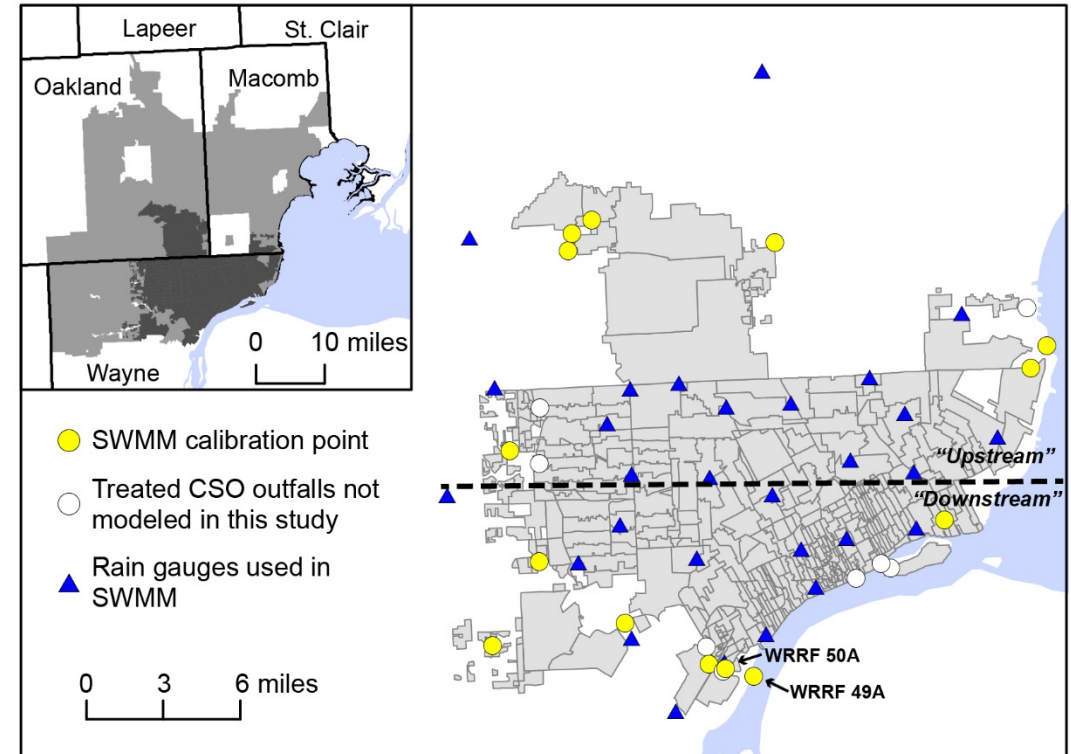 Lapeer
St. Clair
Oakland
Macomb
0 10 miles
Wayne
SWMM calibration point
Treated CSO outfalls not
modeled in this study
Rain gauges used in
SWMM
0 3 6 miles
“Upstream”
“Downstream”
WRRF 50A
WRRF 49A